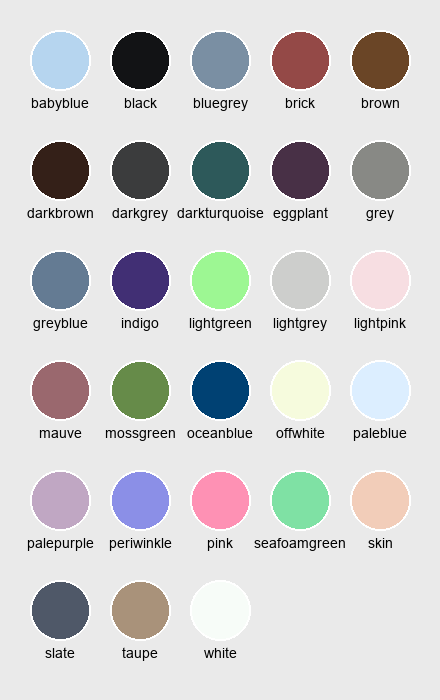 babyblue black bluegrey brick brown
darkbrown darkgrey darkturquoise eggplant grey
greyblue indigo lightgreen lightgrey lightpink
mauve mossgreen oceanblue offwhite paleblue
palepurple periwinkle pink seafoamgreen skin
slate taupe white